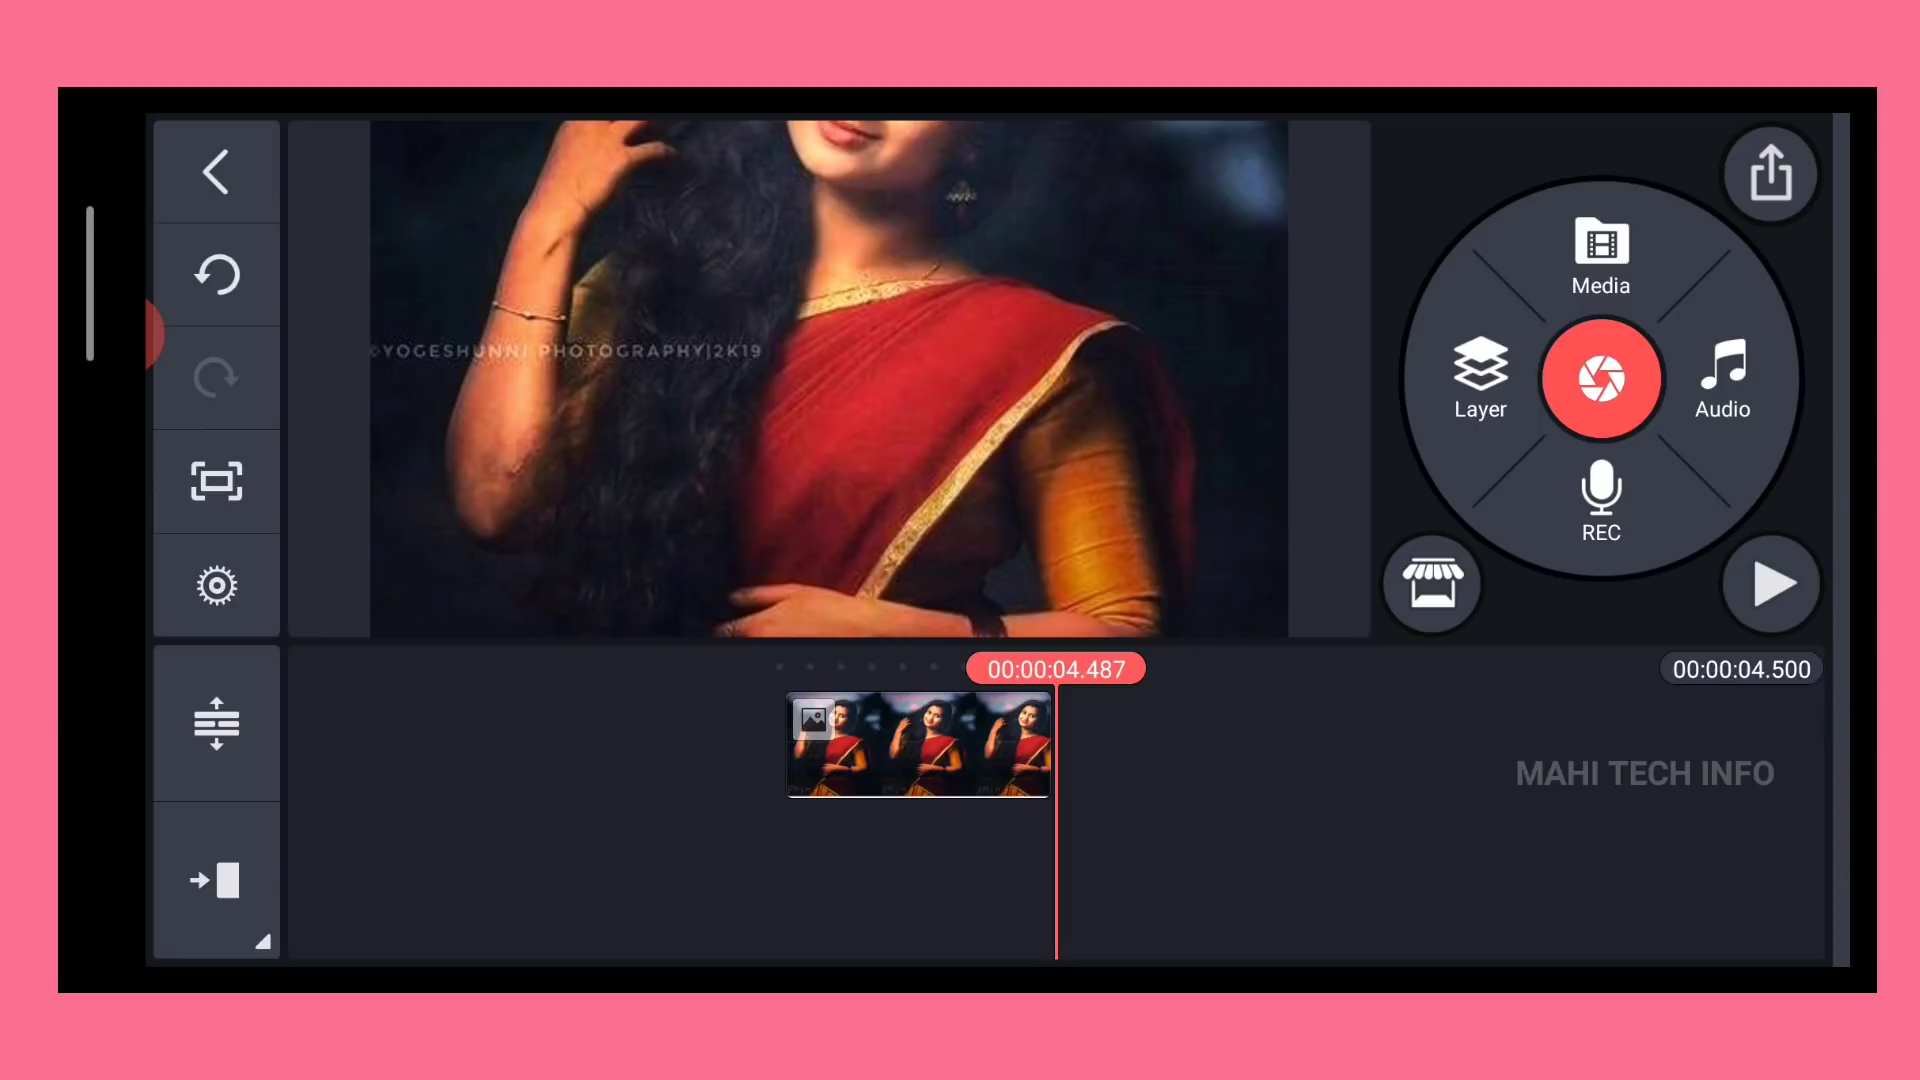 Media
©YOGESHUNNI PHOTOGRAPHY|2K19
Layer
Audio
REC
00:00:04.487
00:00:04.500
MAHI TECH INFO